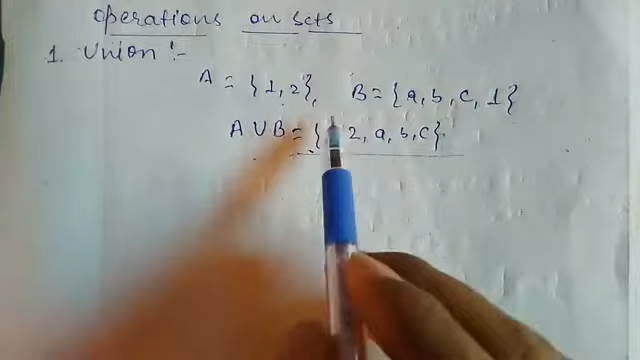 operations on sets
1. Union :-
A = {1, 2}, B = {a, b, c, 1}
A U B = { 2, a, b, c}